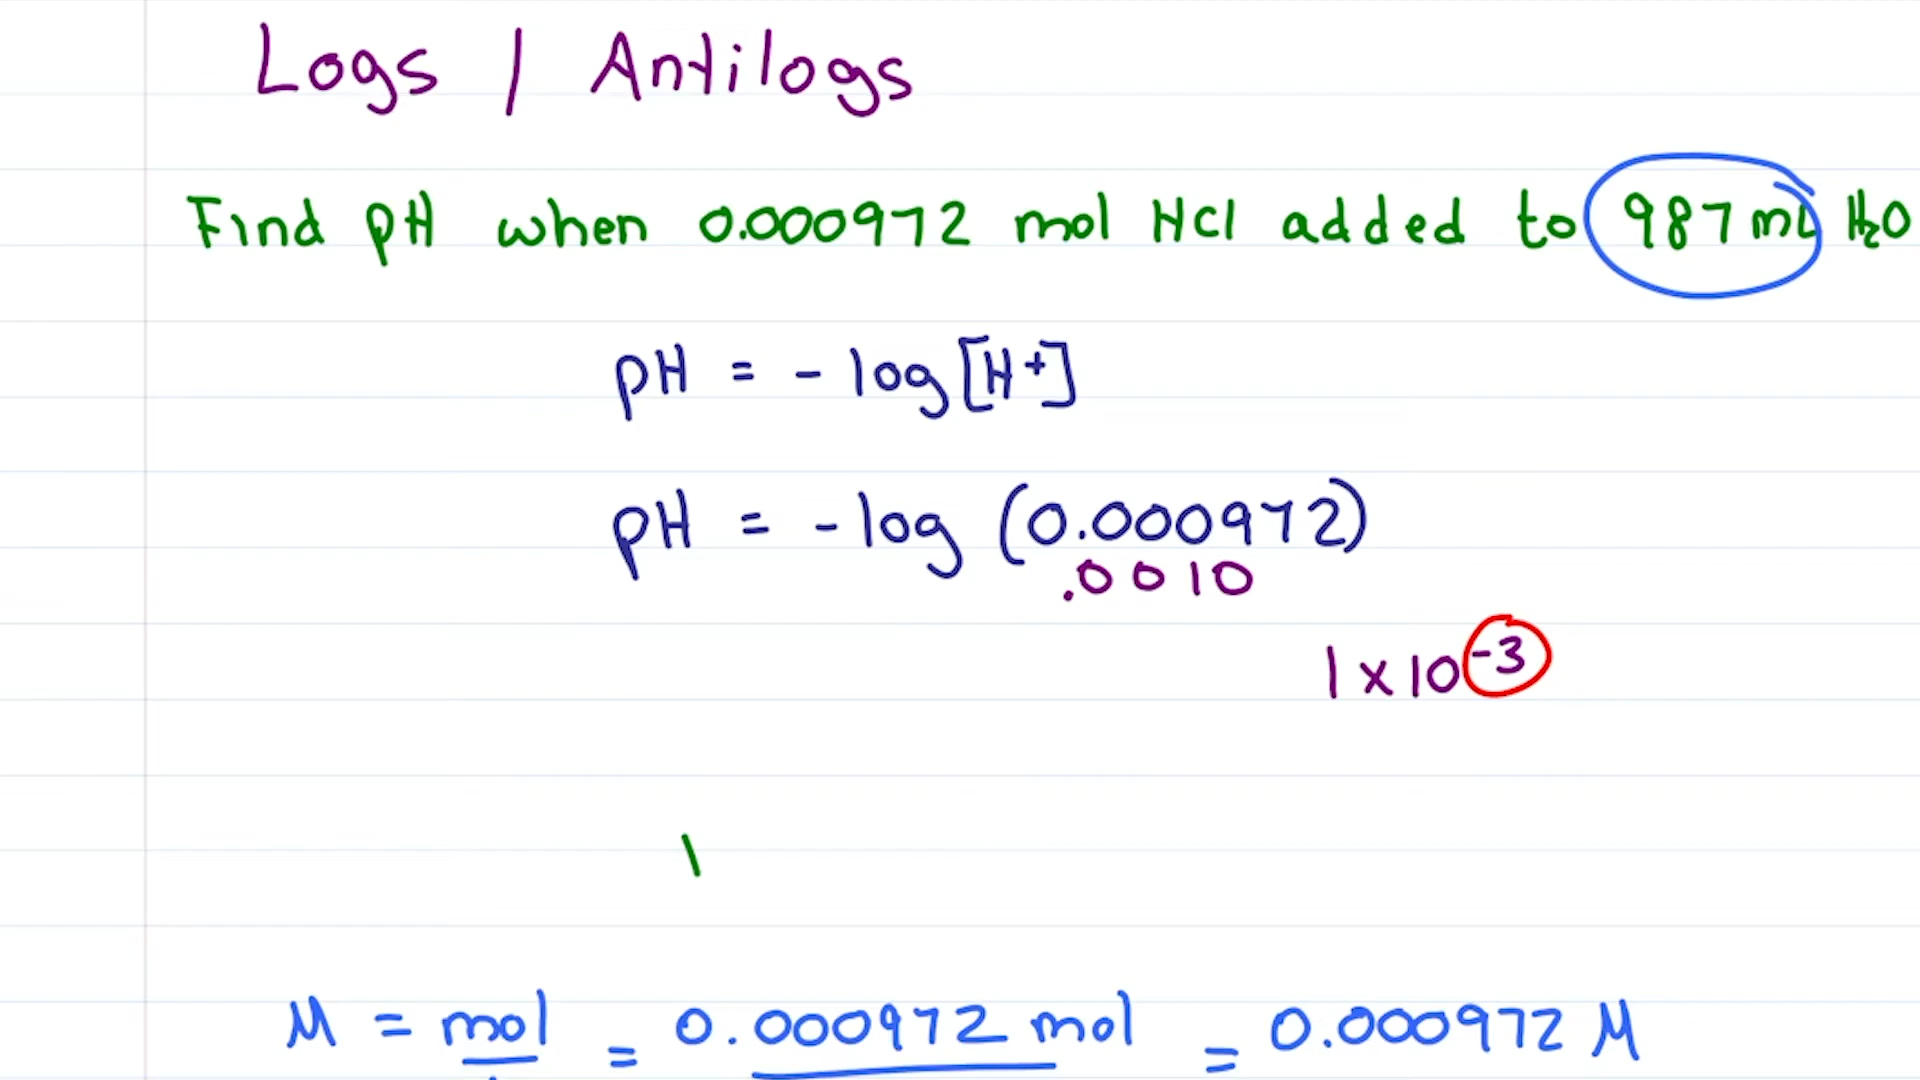 Logs / Antilogs
Find pH when 0.000972 mol HCl added to 987 mL H₂O
pH = - log [H+]
pH = - log (0.000972)
.0010
1 x 10⁻³
\
M = mol = 0.000972 mol = 0.000972 M